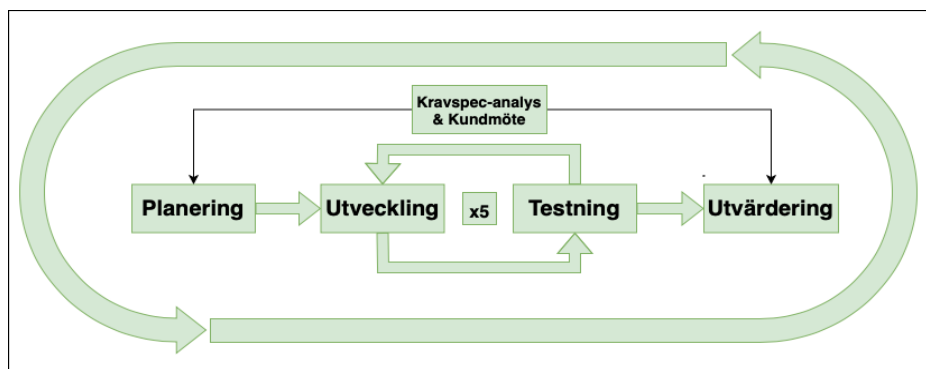 Kravspec-analys
& Kundmöte
Planering
Utveckling
x5
Testning
Utvärdering